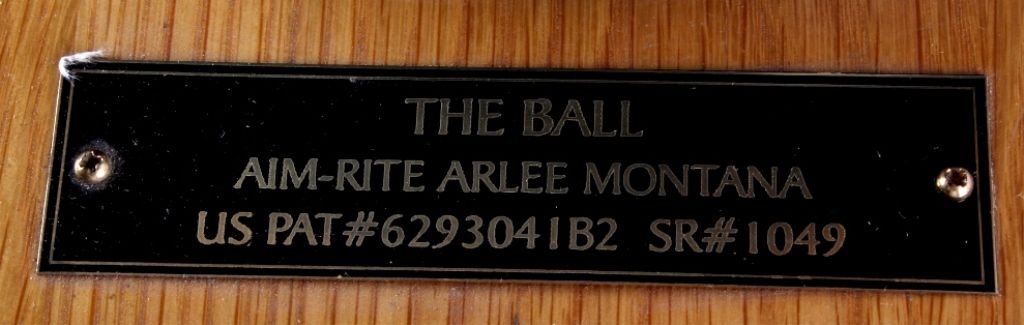 THE BALL
AIM-RITE ARLEE MONTANA
US PAT#6293041B2 SR#1049